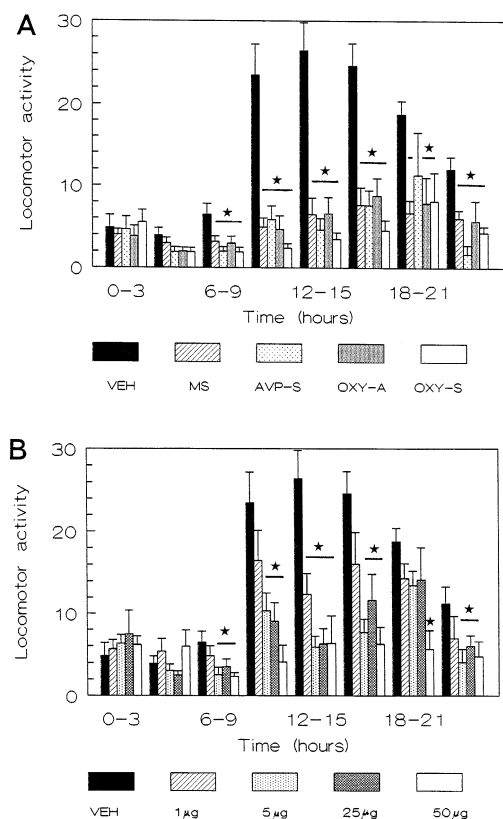 A
Locomotor activity
30
20
10
0
★
★
★
★
★
★
0-3 6-9 12-15 18-21
Time (hours)
VEH MS AVP-S OXY-A OXY-S
B
Locomotor activity
30
20
10
0
★
★
★
★
★
★
0-3 6-9 12-15 18-21
Time (hours)
VEH 1μg 5μg 25μg 50μg